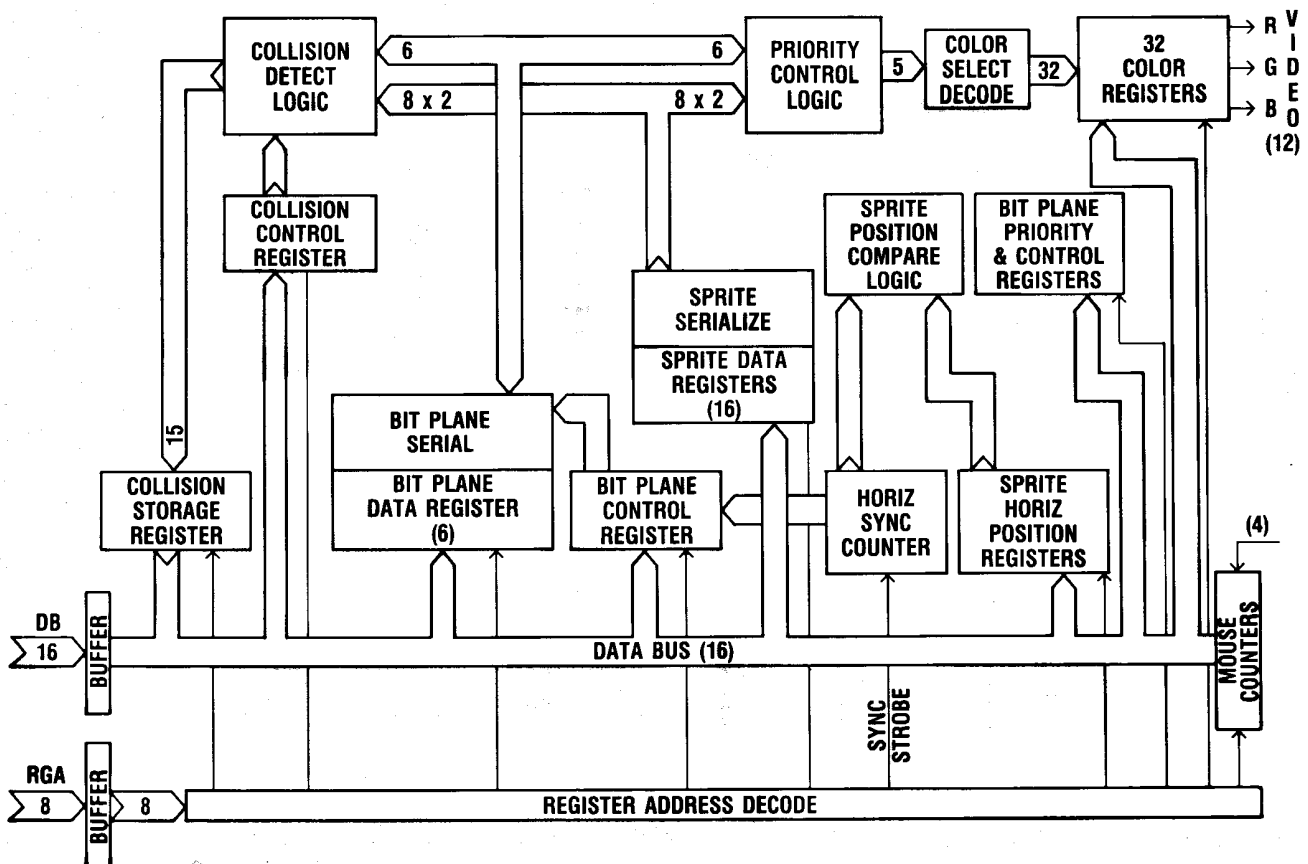 COLLISION
DETECT
LOGIC
6
6
8 x 2
8 x 2
PRIORITY
CONTROL
LOGIC
5
COLOR
SELECT
DECODE
32
32
COLOR
REGISTERS
R
G
B
VIDEO
(12)
COLLISION
CONTROL
REGISTER
SPRITE
POSITION
COMPARE
LOGIC
BIT PLANE
PRIORITY
& CONTROL
REGISTERS
SPRITE
SERIALIZE
SPRITE DATA
REGISTERS
(16)
15
BIT PLANE
SERIAL
BIT PLANE
DATA REGISTER
(6)
COLLISION
STORAGE
REGISTER
BIT PLANE
CONTROL
REGISTER
HORIZ
SYNC
COUNTER
SPRITE
HORIZ
POSITION
REGISTERS
(4)
MOUSE
COUNTERS
DB
16
BUFFER
DATA BUS (16)
SYNC
STROBE
RGA
8
BUFFER
8
REGISTER ADDRESS DECODE